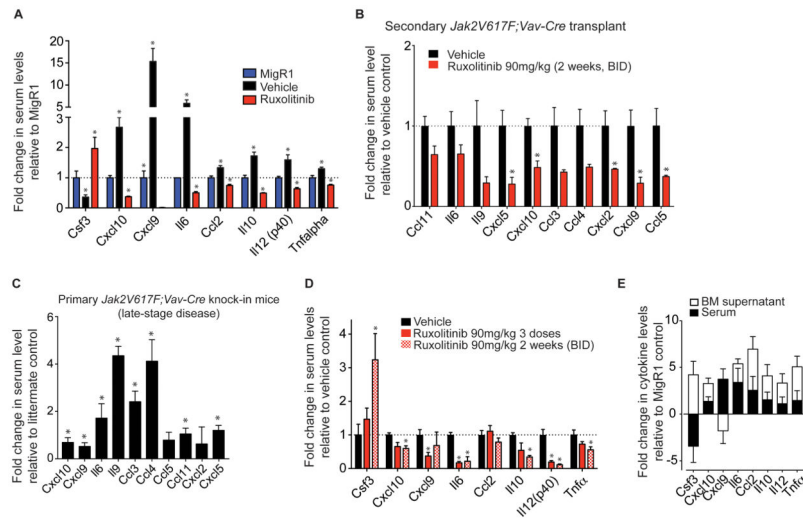 A
Fold change in serum levels
relative to MigR1
20
15
10
5
2
1
0
MigR1
Vehicle
Ruxolitinib
Csf3
Cxcl10
Cxcl9
Il6
Ccl2
Il10
Il12 (p40)
Tnfalpha
B
Secondary Jak2V617F;Vav-Cre transplant
Fold change in serum level
relative to vehicle control
2
1
0
Vehicle
Ruxolitinib 90mg/kg (2 weeks, BID)
Ccl11
Il6
Il9
Cxcl5
Cxcl10
Ccl3
Ccl4
Cxcl2
Cxcl9
Ccl5
C
Primary Jak2V617F;Vav-Cre knock-in mice
(late-stage disease)
Fold change in serum level
relative to littermate control
5
4
3
2
1
0
Cxcl10
Cxcl9
Il6
Il9
Ccl3
Ccl4
Ccl5
Ccl11
Cxcl2
Cxcl5
D
Fold change in serum levels
relative to vehicle control
4
2
1
0
Vehicle
Ruxolitinib 90mg/kg 3 doses
Ruxolitinib 90mg/kg 2 weeks (BID)
Csf3
Cxcl10
Cxcl9
Il6
Ccl2
Il10
Il12(p40)
Tnfα
E
Fold change in cytokine levels
relative to MigR1 control
BM supernatant
Serum
10
5
0
-5
Csf3
Cxcl10
Cxcl9
Il6
Ccl2
Il10
Il12
Tnfα